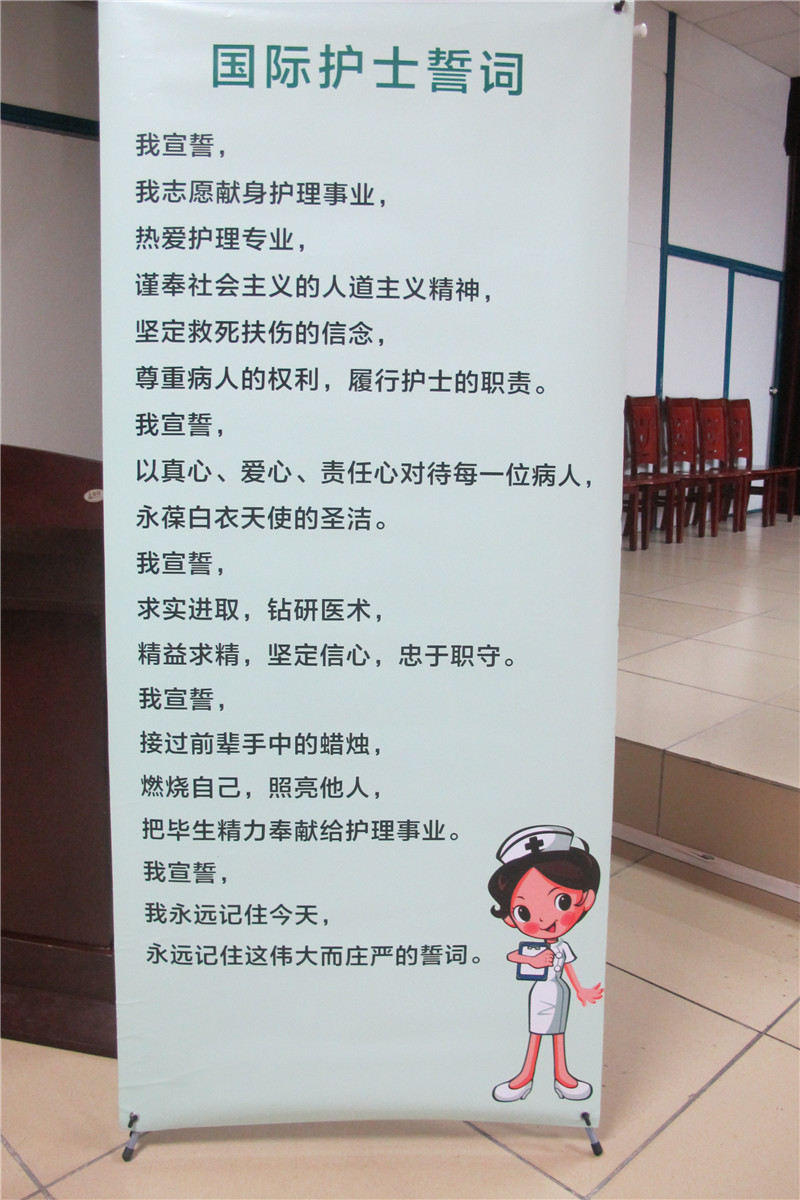 国际护士誓词
我宣誓，
我志愿献身护理事业，
热爱护理专业，
谨奉社会主义的人道主义精神，
坚定救死扶伤的信念，
尊重病人的权利，履行护士的职责。
我宣誓，
以真心、爱心、责任心对待每一位病人，
永葆白衣天使的圣洁。
我宣誓，
求实进取，钻研医术，
精益求精，坚定信心，忠于职守。
我宣誓，
接过前辈手中的蜡烛，
燃烧自己，照亮他人，
把毕生精力奉献给护理事业。
我宣誓，
我永远记住今天，
永远记住这伟大而庄严的誓词。